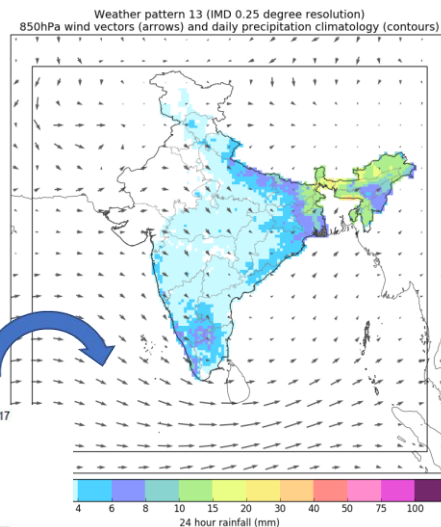 Weather pattern 13 (IMD 0.25 degree resolution)
850hPa wind vectors (arrows) and daily precipitation climatology (contours)
17
4 6 8 10 15 20 30 40 50 75 100
24 hour rainfall (mm)